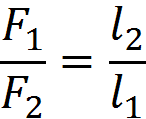 F₁/F₂ = l₂/l₁